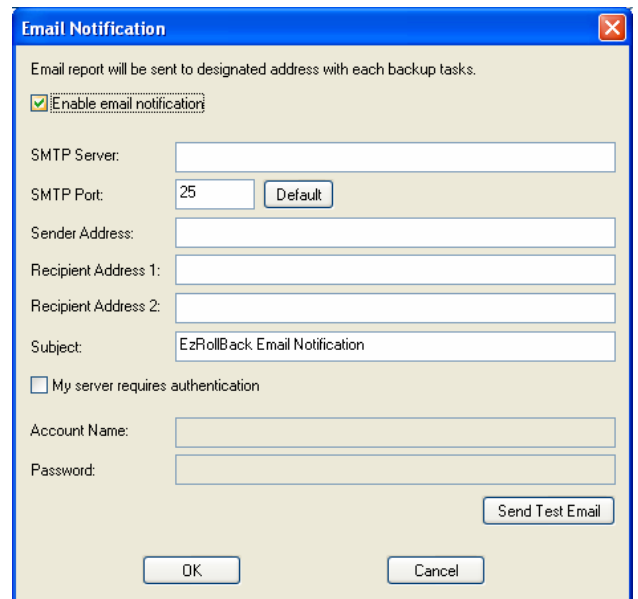 Email Notification
Email report will be sent to designated address with each backup tasks.
Enable email notification
SMTP Server:
SMTP Port: 25 Default
Sender Address:
Recipient Address 1:
Recipient Address 2:
Subject: EzRollBack Email Notification
My server requires authentication
Account Name:
Password:
Send Test Email
OK Cancel